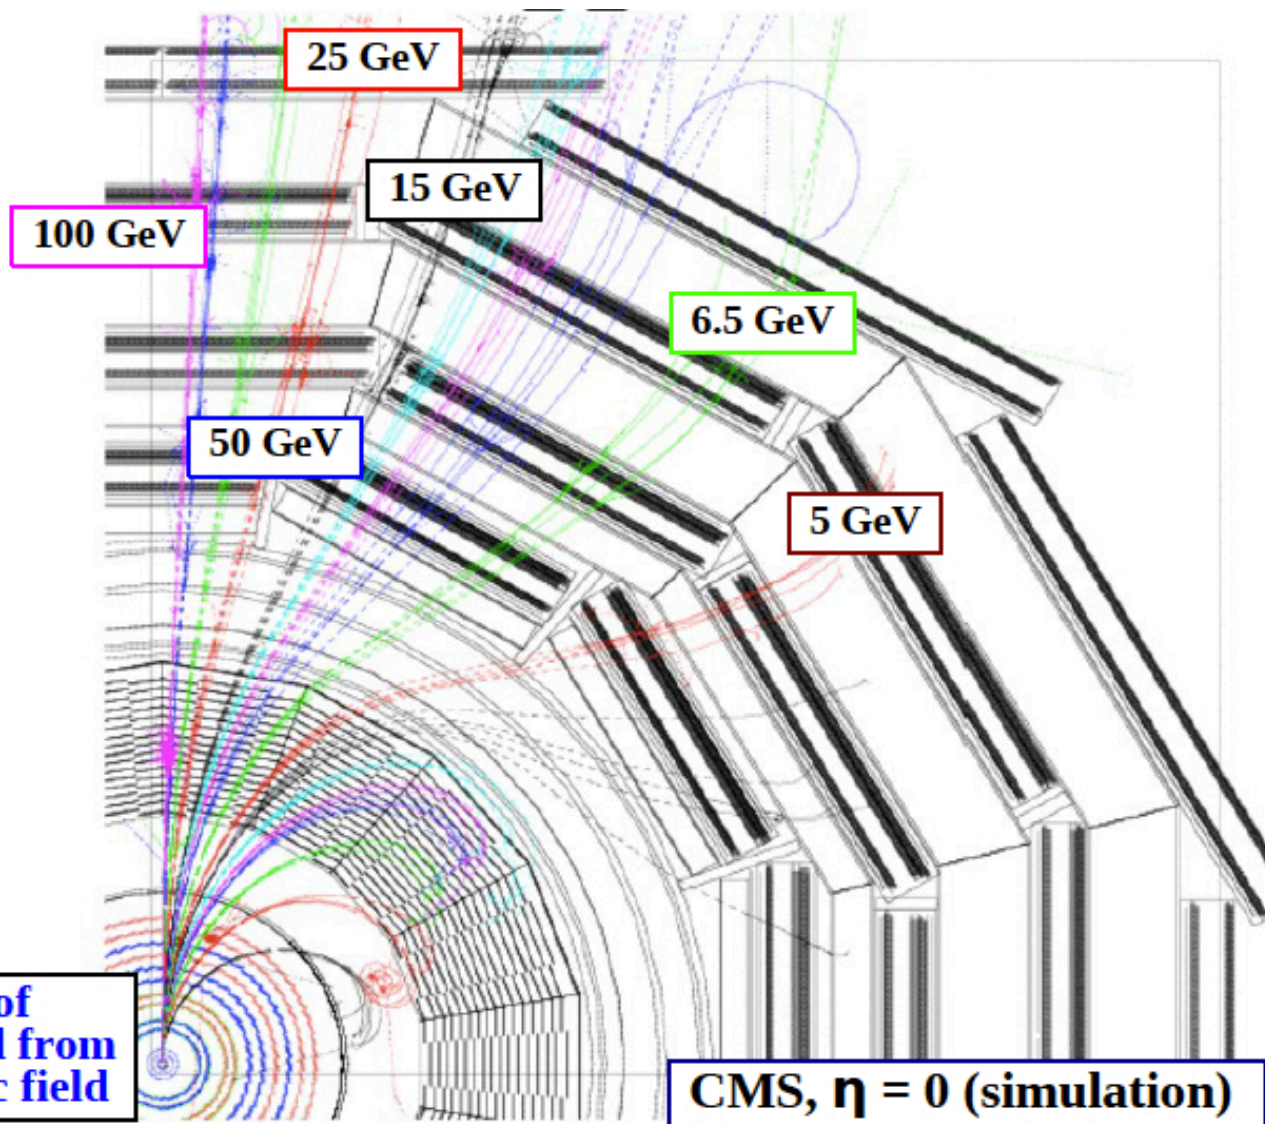 25 GeV
15 GeV
100 GeV
6.5 GeV
50 GeV
5 GeV
of
from
field
CMS, η = 0 (simulation)